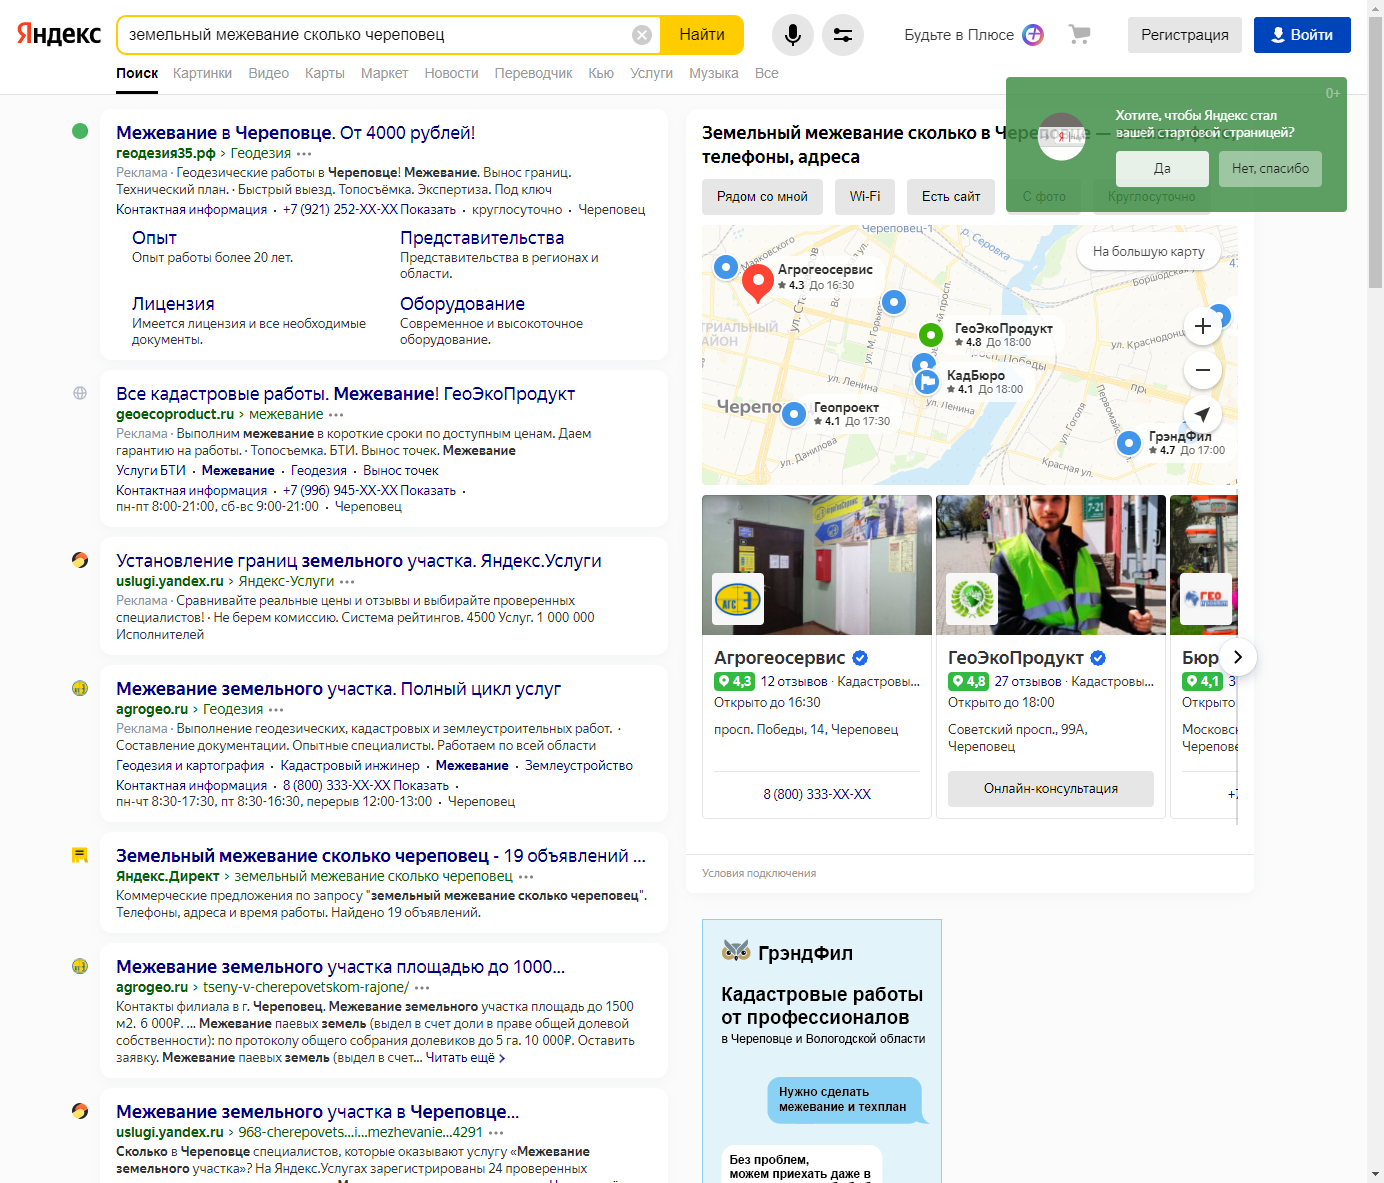 Яндекс
земельный межевание сколько череповец
Найти
Будьте в Плюсе
Регистрация
Войти
Поиск
Картинки
Видео
Карты
Маркет
Новости
Переводчик
Кью
Услуги
Музыка
Все
0+
Хотите, чтобы Яндекс стал
вашей стартовой страницей?
Да
Нет, спасибо
Межевание в Череповце. От 4000 рублей!
геодезия35.рф › Геодезия
Реклама · Геодезические работы в Череповце! Межевание. Вынос границ.
Технический план. · Быстрый выезд. Топосъёмка. Экспертиза. Под ключ
Контактная информация · +7 (921) 252-XX-XX Показать · круглосуточно · Череповец
Опыт
Опыт работы более 20 лет.
Представительства
Представительства в регионах и
области.
Лицензия
Имеется лицензия и все необходимые
документы.
Оборудование
Современное и высокоточное
оборудование.
Все кадастровые работы. Межевание! ГеоЭкоПродукт
geoecoproduct.ru › межевание
Реклама · Выполним межевание в короткие сроки по доступным ценам. Даем
гарантию на работы. · Топосъемка. БТИ. Вынос точек. Межевание
Услуги БТИ · Межевание · Геодезия · Вынос точек
Контактная информация · +7 (996) 945-XX-XX Показать ·
пн-пт 8:00-21:00, сб-вс 9:00-21:00 · Череповец
Установление границ земельного участка. Яндекс.Услуги
uslugi.yandex.ru › Яндекс-Услуги
Реклама · Сравнивайте реальные цены и отзывы и выбирайте проверенных
специалистов! · Не берем комиссию. Система рейтингов. 4500 Услуг. 1 000 000
Исполнителей
Межевание земельного участка. Полный цикл услуг
agrogeo.ru › Геодезия
Реклама · Выполнение геодезических, кадастровых и землеустроительных работ. ·
Составление документации. Опытные специалисты. Работаем по всей области
Геодезия и картография · Кадастровый инженер · Межевание · Землеустройство
Контактная информация · 8 (800) 333-XX-XX Показать ·
пн-чт 8:30-17:30, пт 8:30-16:30, перерыв 12:00-13:00 · Череповец
Земельный межевание сколько череповец - 19 объявлений ...
Яндекс.Директ › земельный межевание сколько череповец
Коммерческие предложения по запросу "земельный межевание сколько череповец".
Телефоны, адреса и время работы. Найдено 19 объявлений.
Межевание земельного участка площадью до 1000...
agrogeo.ru › tseny-v-cherepovetskom-rajone/
Контакты филиала в г. Череповец. Межевание земельного участка площадь до 1500
м2. 6 000₽. ... Межевание паевых земель (выдел в счет доли в праве общей долевой
собственности): по протоколу общего собрания долевиков до 5 га. 10 000₽. Оставить
заявку. Межевание паевых земель (выдел в счет... Читать ещё ›
Межевание земельного участка в Череповце...
uslugi.yandex.ru › 968-cherepovets...i...mezhevanie...4291
Сколько в Череповце специалистов, которые оказывают услугу «Межевание
земельного участка»? На Яндекс.Услугах зарегистрированы 24 проверенных
Земельный межевание сколько в Череповце —
телефоны, адреса
Рядом со мной
Wi-Fi
Есть сайт
С фото
Круглосуточно
Череповец-1
р. Серовка
На большую карту
Маяковского
Боршодская
Агрогеосервис
4.3 До 16:30
ул. М. Горького
ГеоЭкоПродукт
4.8 До 18:00
просп. Победы
ул. Краснодонцев
КадБюро
4.1 До 18:00
ул. Ленина
ул. Ленина
Геопроект
4.1 До 17:30
ул. Гоголя
Первомайская
ГрэндФил
4.7 До 17:00
ул. Данилова
Красная ул.
Агрогеосервис
4,3 12 отзывов · Кадастровы...
Открыто до 16:30
просп. Победы, 14, Череповец
8 (800) 333-XX-XX
7-21
ГеоЭкоПродукт
4,8 27 отзывов · Кадастровы...
Открыто до 18:00
Советский просп., 99А,
Череповец
Онлайн-консультация
ГЕО
Бюр
4,1 3
Открыто
Московск
Черепове
+7
Условия подключения
ГрэндФил
Кадастровые работы
от профессионалов
в Череповце и Вологодской области
Нужно сделать
межевание и техплан
Без проблем,
можем приехать даже в